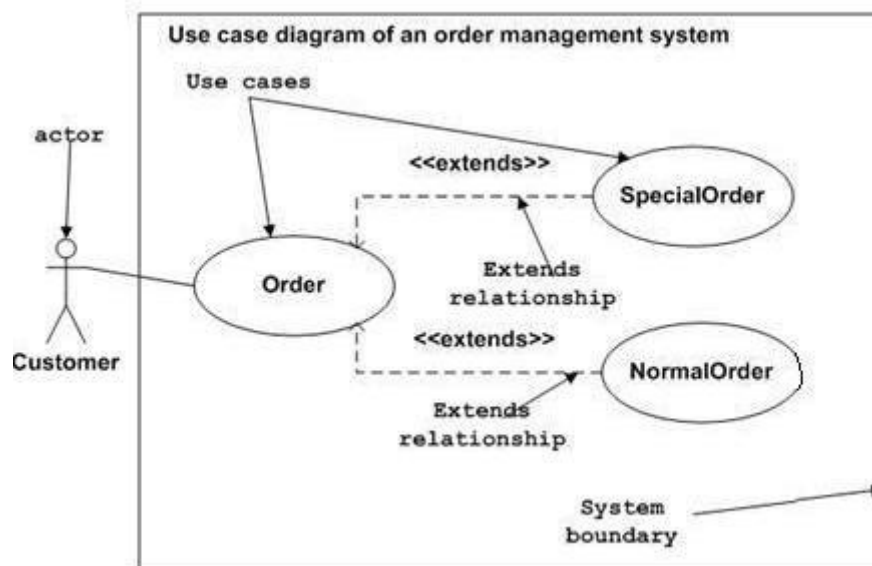 Use case diagram of an order management system
Use cases
actor
<<extends>>
SpecialOrder
Order
Extends
relationship
<<extends>>
Customer
NormalOrder
Extends
relationship
System
boundary